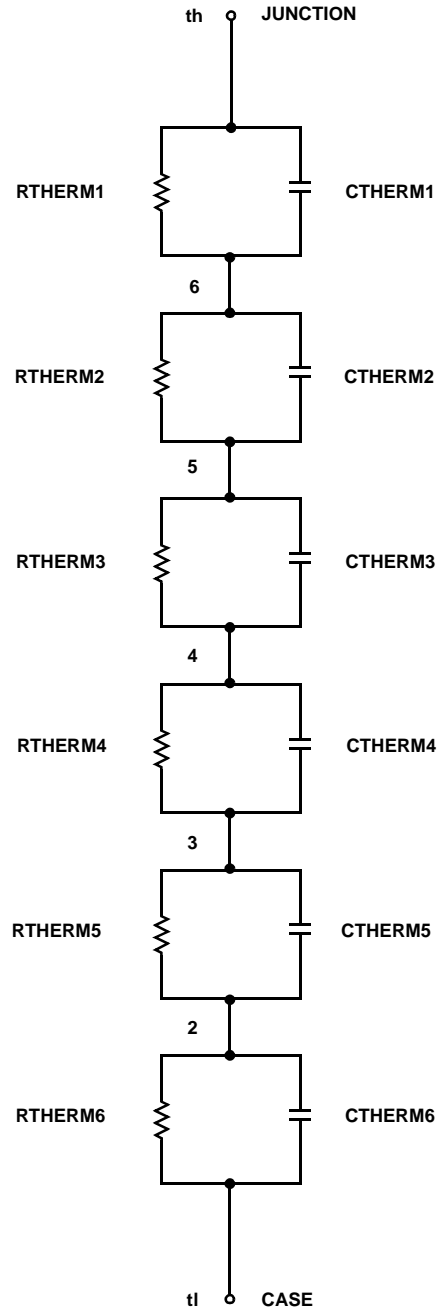 th JUNCTION
RTHERM1 CTHERM1
6
RTHERM2 CTHERM2
5
RTHERM3 CTHERM3
4
RTHERM4 CTHERM4
3
RTHERM5 CTHERM5
2
RTHERM6 CTHERM6
tl CASE